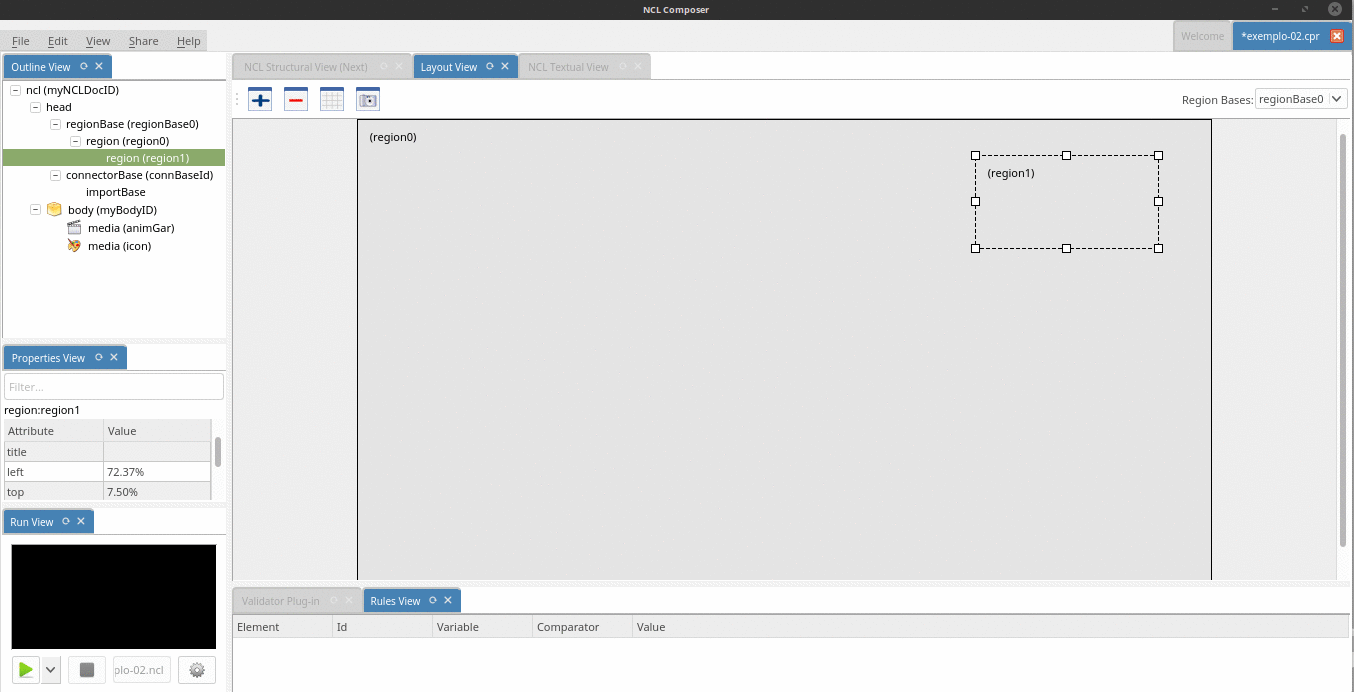 NCL Composer
File Edit View Share Help
Welcome
*exemplo-02.cpr
Outline View
ncl (myNCLDocID)
head
regionBase (regionBase0)
region (region0)
region (region1)
connectorBase (connBaseId)
importBase
body (myBodyID)
media (animGar)
media (icon)
Properties View
Filter...
region:region1
Attribute Value
title
left 72.37%
top 7.50%
Run View
plo-02.ncl
NCL Structural View (Next)
Layout View
NCL Textual View
Region Bases: regionBase0
(region0)
(region1)
Validator Plug-in
Rules View
Element Id Variable Comparator Value